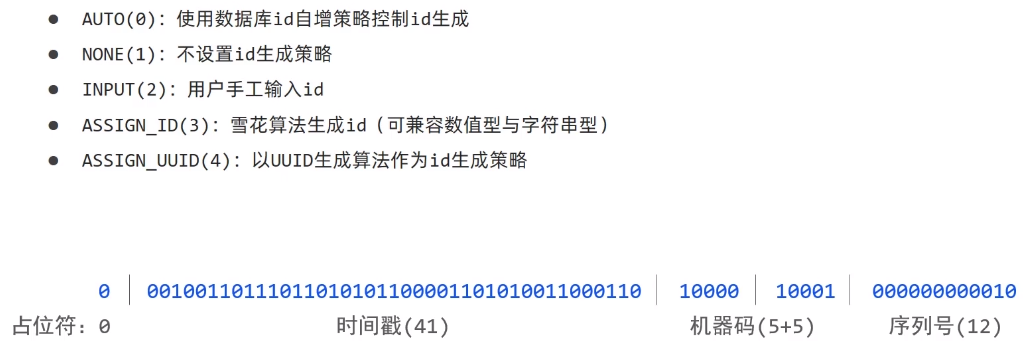 ● AUTO(0): 使用数据库id自增策略控制id生成
● NONE(1): 不设置id生成策略
● INPUT(2): 用户手工输入id
● ASSIGN_ID(3): 雪花算法生成id（可兼容数值型与字符串型）
● ASSIGN_UUID(4): 以UUID生成算法作为id生成策略
0 | 00100110111011010101100001101010011000110 | 10000 | 10001 | 000000000010
占位符: 0 时间戳(41) 机器码(5+5) 序列号(12)